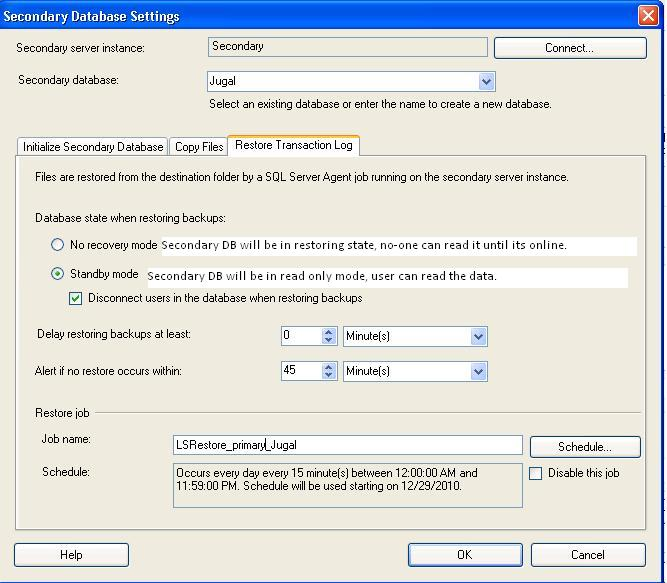 Secondary Database Settings
Secondary server instance: Secondary Connect...
Secondary database: Jugal
Select an existing database or enter the name to create a new database.
Initialize Secondary Database Copy Files Restore Transaction Log
Files are restored from the destination folder by a SQL Server Agent job running on the secondary server instance.
Database state when restoring backups:
No recovery mode Secondary DB will be in restoring state, no-one can read it until its online.
Standby mode Secondary DB will be in read only mode, user can read the data.
Disconnect users in the database when restoring backups
Delay restoring backups at least: 0 Minute(s)
Alert if no restore occurs within: 45 Minute(s)
Restore job
Job name: LSRestore_primary_Jugal Schedule...
Schedule: Occurs every day every 15 minute(s) between 12:00:00 AM and Disable this job
11:59:00 PM. Schedule will be used starting on 12/29/2010.
Help OK Cancel